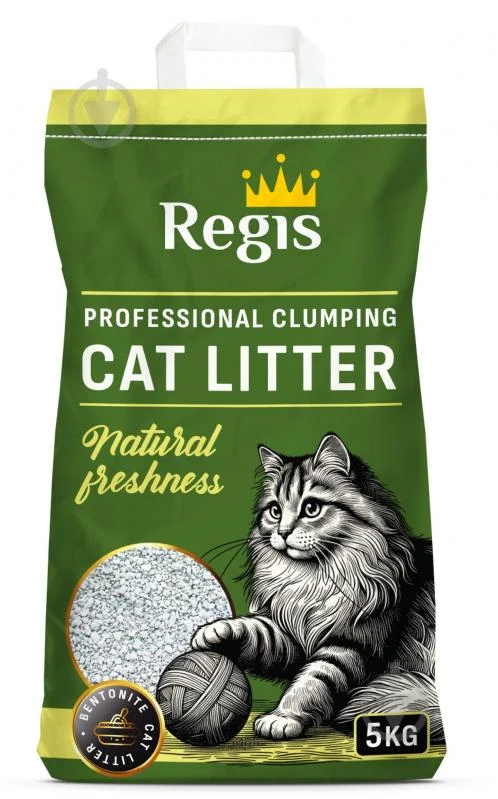 Regis
PROFESSIONAL CLUMPING
CAT LITTER
Natural
freshness
BENTONITE CAT
LITTER
5KG